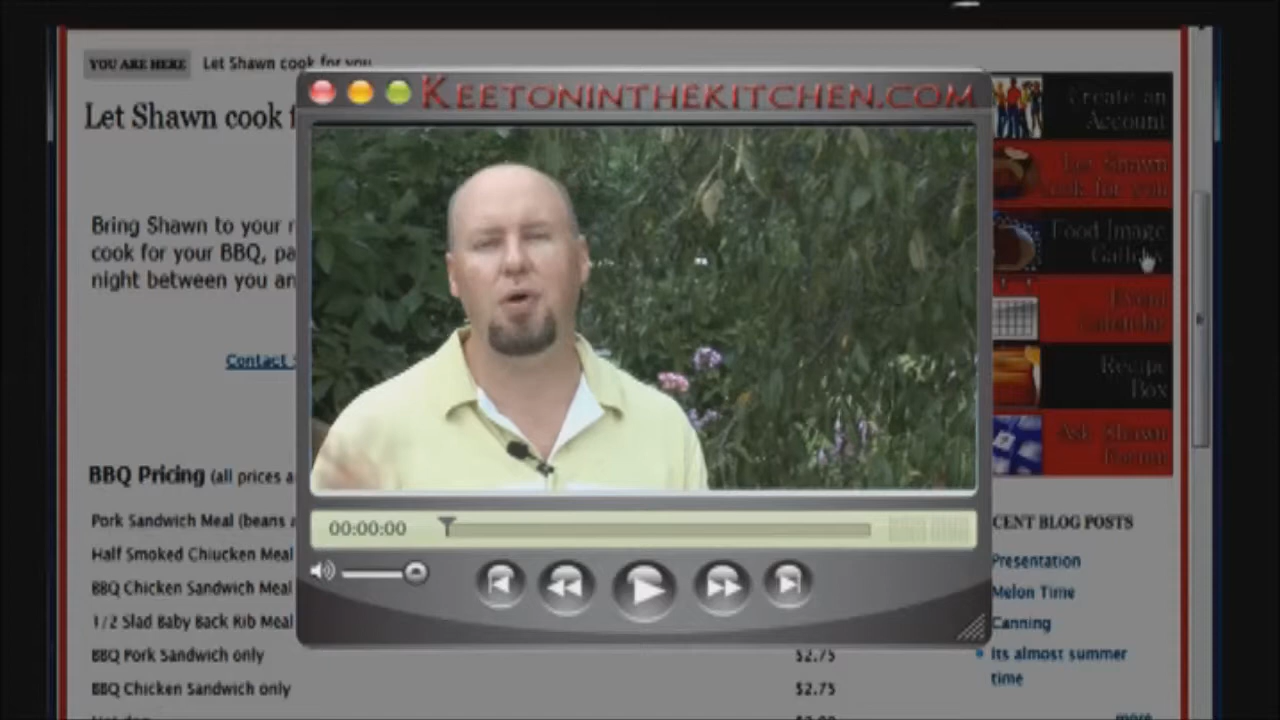 YOU ARE HERE Let Shawn cook for you
KEETONINTHEKITCHEN.COM
Let Shawn cook f
Create an
Account
Let Shawn
Cook for you
Bring Shawn to your
cook for your BBQ, pa
night between you an
Food Image
Gallery
Event
Calendar
Contact
Recipe
Box
Ask Shawn
Forum
BBQ Pricing (all prices a
Pork Sandwich Meal (beans a
Half Smoked Chiucken Meal
BBQ Chicken Sandwich Meal
1/2 Slad Baby Back Rib Meal
BBQ Pork Sandwich only $2.75
BBQ Chicken Sandwich only $2.75
00:00:00
CENT BLOG POSTS
Presentation
Melon Time
Canning
Its almost summer
time
more